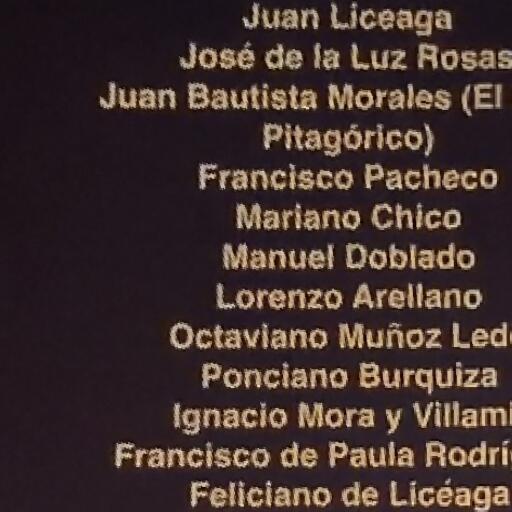 Juan Liceaga
José de la Luz Rosas
Juan Bautista Morales (El
Pitagórico)
Francisco Pacheco
Mariano Chico
Manuel Doblado
Lorenzo Arellano
Octaviano Muñoz
Ponciano Burquiza
Ignacio Mora y
Francisco de Paula
Feliciano de Licéaga